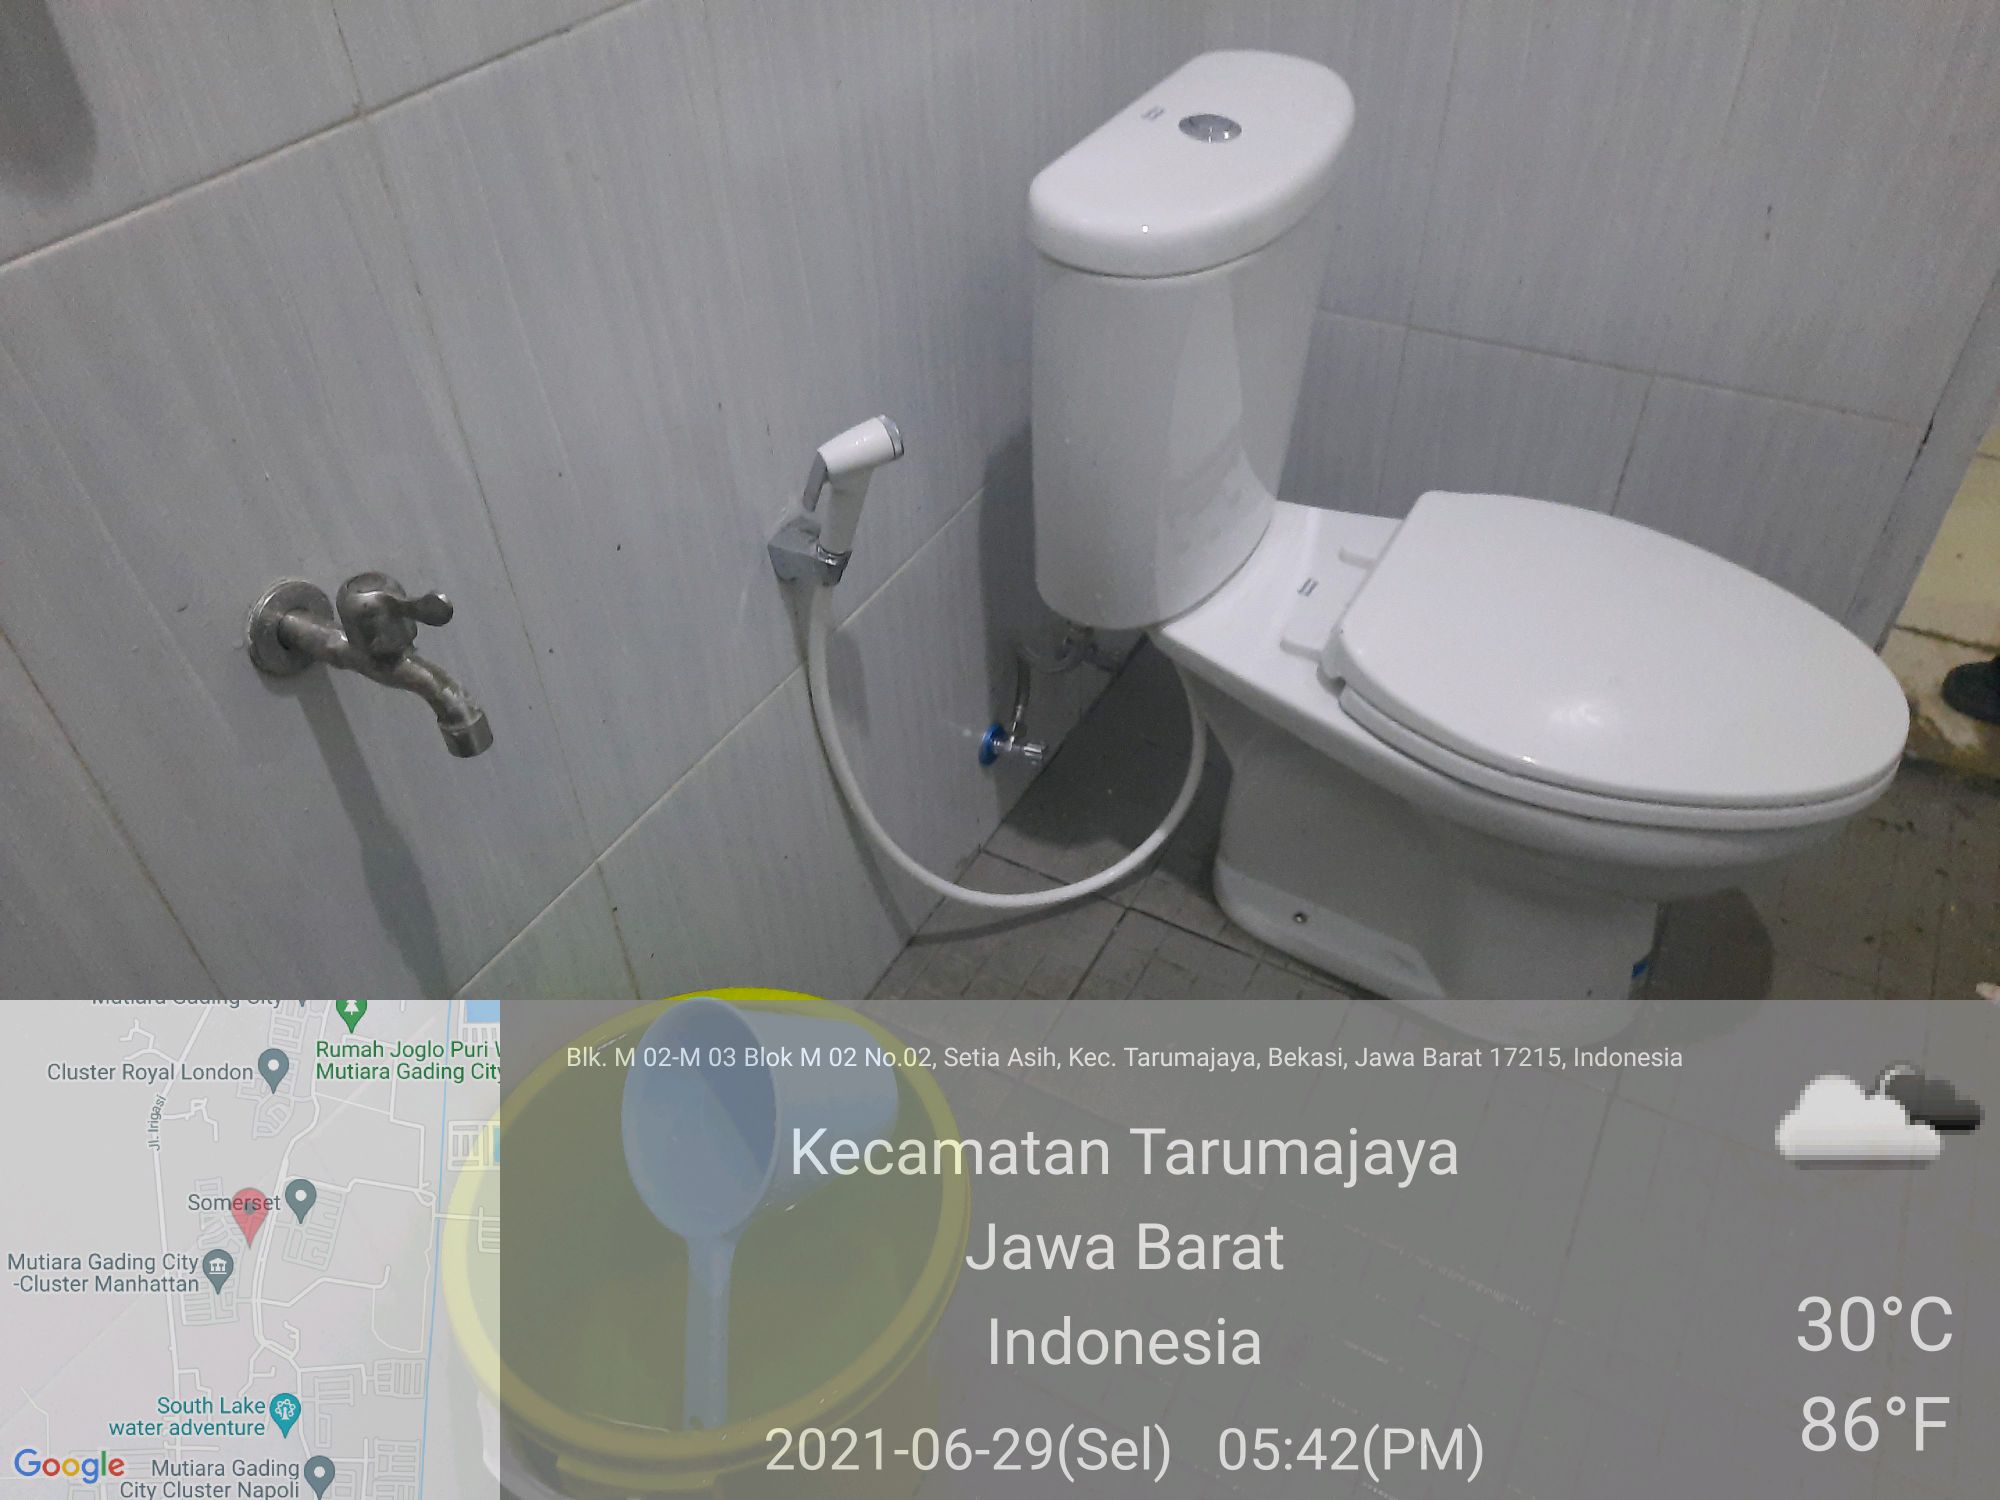 Mutiara Gading City
Rumah Joglo Puri
Mutiara Gading City
Cluster Royal London
Jl. Irigasi
Somerset
Mutiara Gading City
-Cluster Manhattan
South Lake
water adventure
Google
Mutiara Gading
City Cluster Napoli
Blk. M 02-M 03 Blok M 02 No.02, Setia Asih, Kec. Tarumajaya, Bekasi, Jawa Barat 17215, Indonesia
Kecamatan Tarumajaya
Jawa Barat
Indonesia
2021-06-29(Sel) 05:42(PM)
30°C
86°F